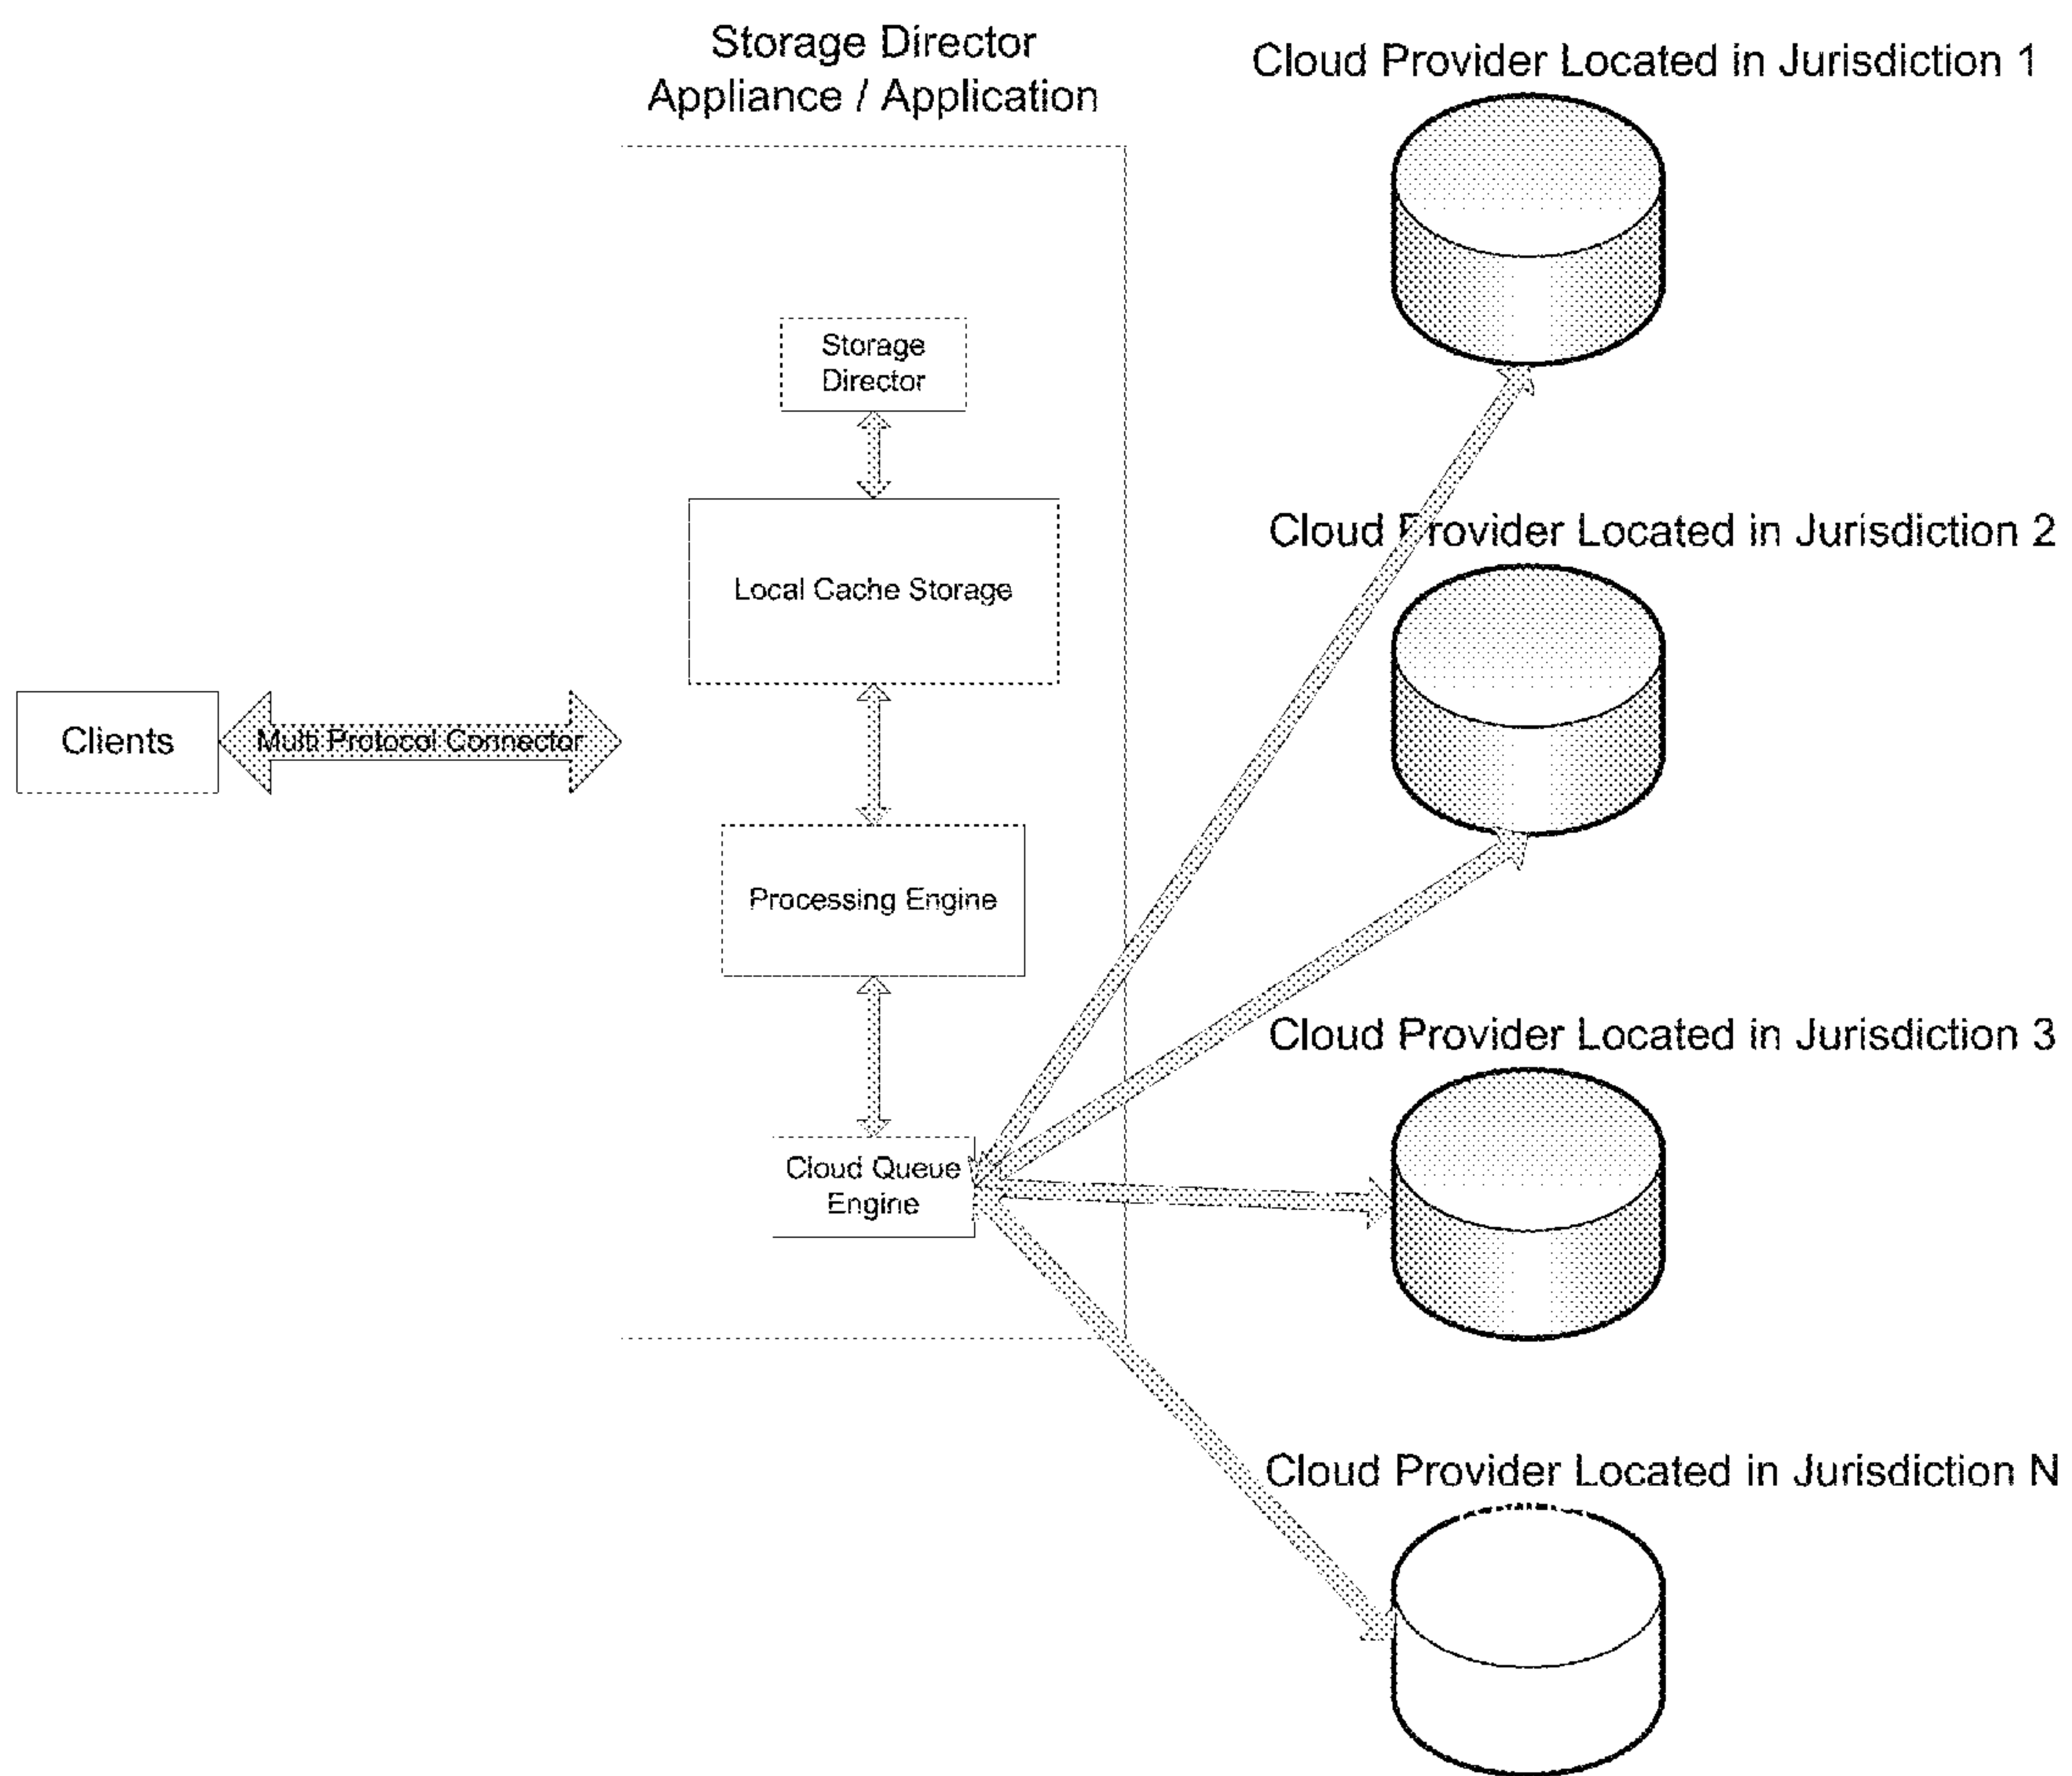 Storage Director
Appliance / Application
Cloud Provider Located in Jurisdiction 1
Storage
Director
Cloud Provider Located in Jurisdiction 2
Local Cache Storage
Clients
Multi Protocol Connector
Processing Engine
Cloud Provider Located in Jurisdiction 3
Cloud Queue
Engine
Cloud Provider Located in Jurisdiction N